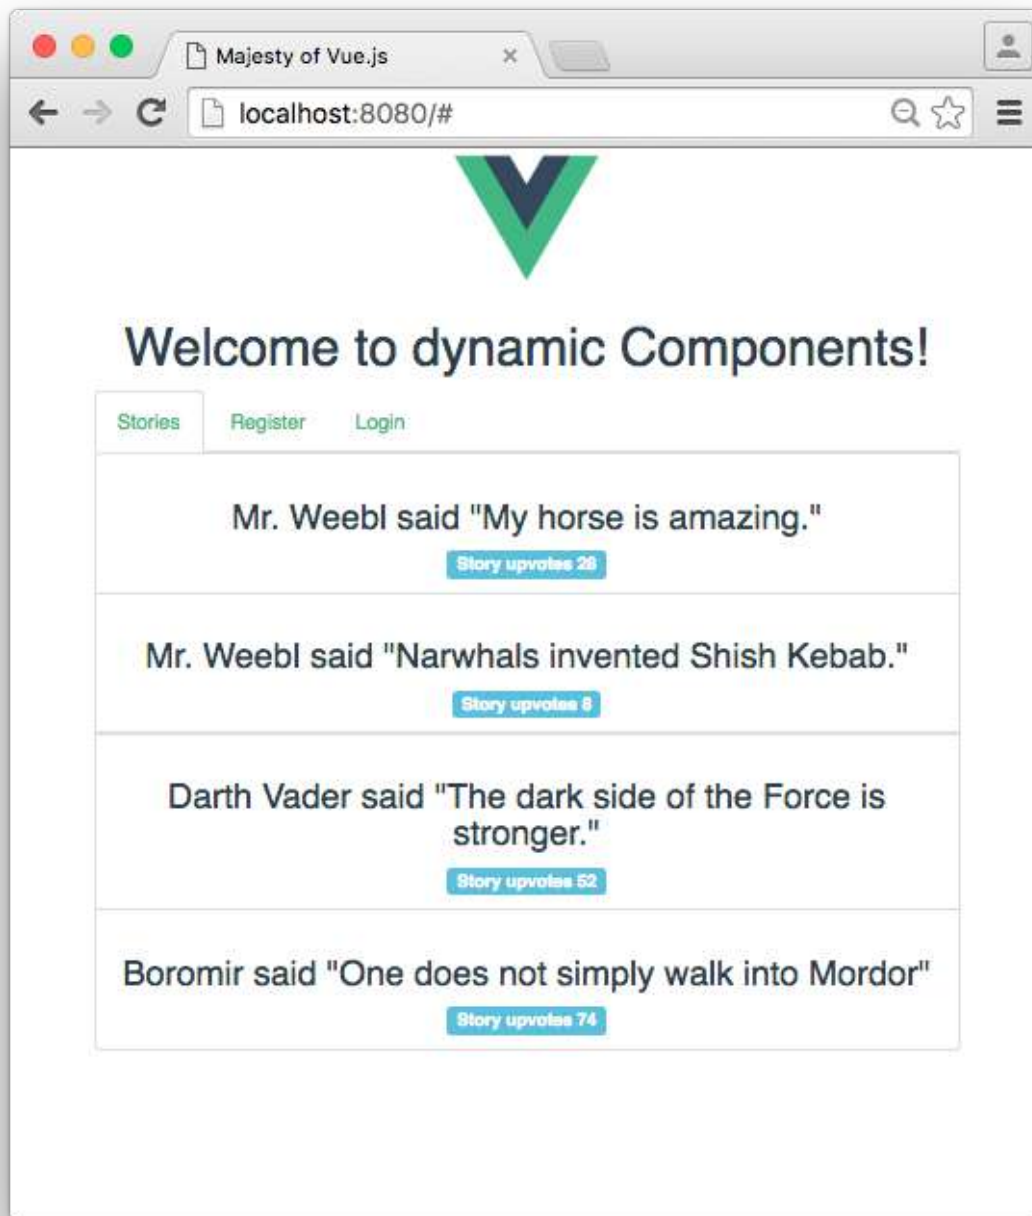 Majesty of Vue.js
localhost:8080/#
Welcome to dynamic Components!
Stories Register Login
Mr. Weebl said "My horse is amazing."
Story upvotes 28
Mr. Weebl said "Narwhals invented Shish Kebab."
Story upvotes 8
Darth Vader said "The dark side of the Force is
stronger."
Story upvotes 52
Boromir said "One does not simply walk into Mordor"
Story upvotes 74